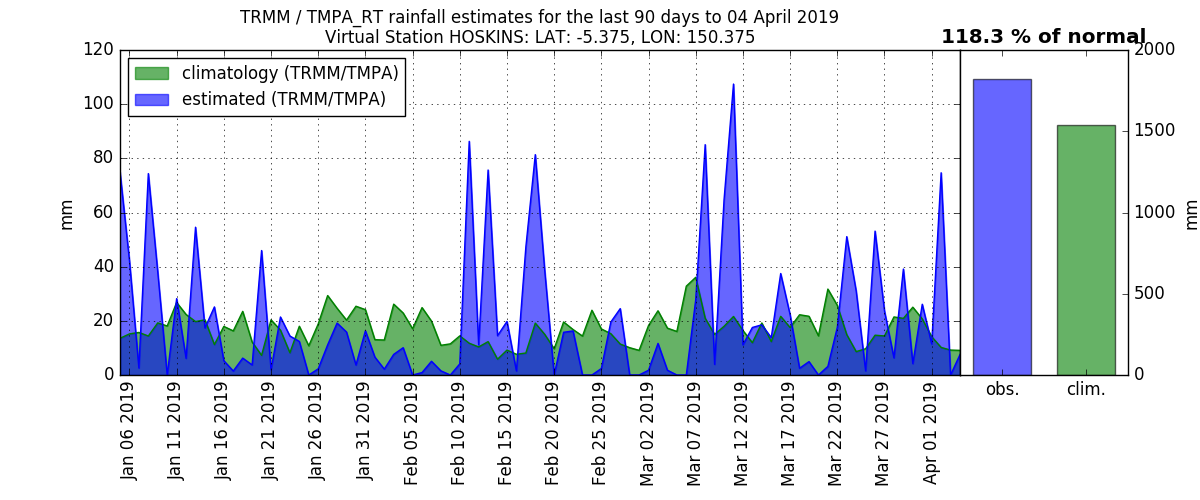 TRMM / TMPA_RT rainfall estimates for the last 90 days to 04 April 2019
Virtual Station HOSKINS: LAT: -5.375, LON: 150.375
118.3 % of normal
climatology (TRMM/TMPA)
estimated (TRMM/TMPA)
mm
120
100
80
60
40
20
0
Jan 06 2019
Jan 11 2019
Jan 16 2019
Jan 21 2019
Jan 26 2019
Jan 31 2019
Feb 05 2019
Feb 10 2019
Feb 15 2019
Feb 20 2019
Feb 25 2019
Mar 02 2019
Mar 07 2019
Mar 12 2019
Mar 17 2019
Mar 22 2019
Mar 27 2019
Apr 01 2019
obs.
clim.
2000
1500
1000
500
0
mm